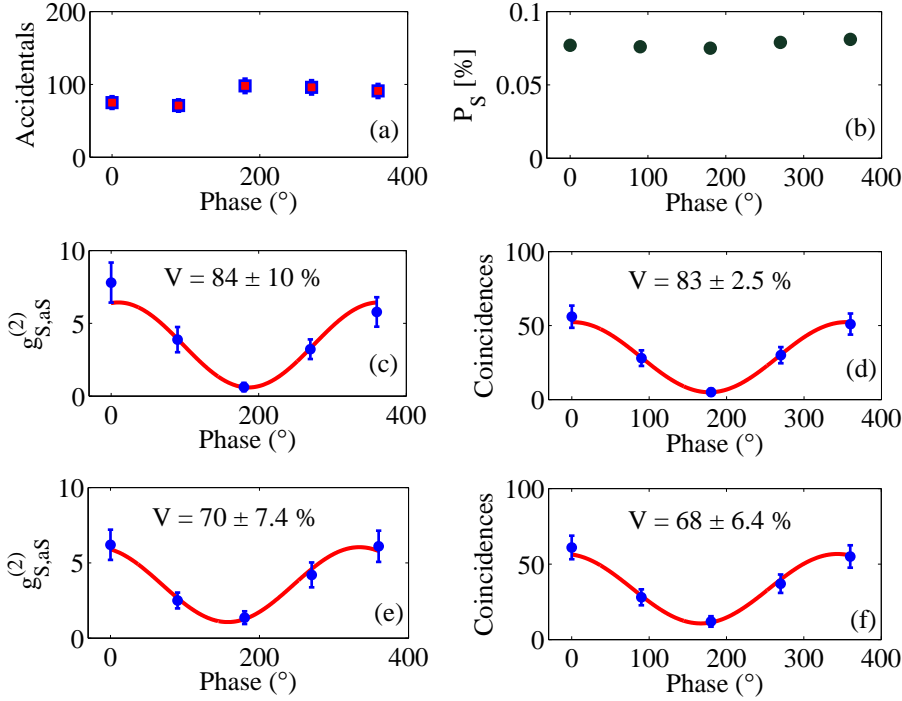 200
100
0
0
200
400
Accidentals
Phase (°)
(a)
0.1
0.05
0
0
100
200
300
400
P_S [%]
Phase (°)
(b)
10
5
0
0
200
400
g^(2)_S,as
Phase (°)
V = 84 ± 10 %
(c)
100
50
0
0
100
200
300
400
Coincidences
Phase (°)
V = 83 ± 2.5 %
(d)
10
5
0
0
200
400
g^(2)_S,aS
Phase (°)
V = 70 ± 7.4 %
(e)
100
50
0
0
100
200
300
400
Coincidences
Phase (°)
V = 68 ± 6.4 %
(f)